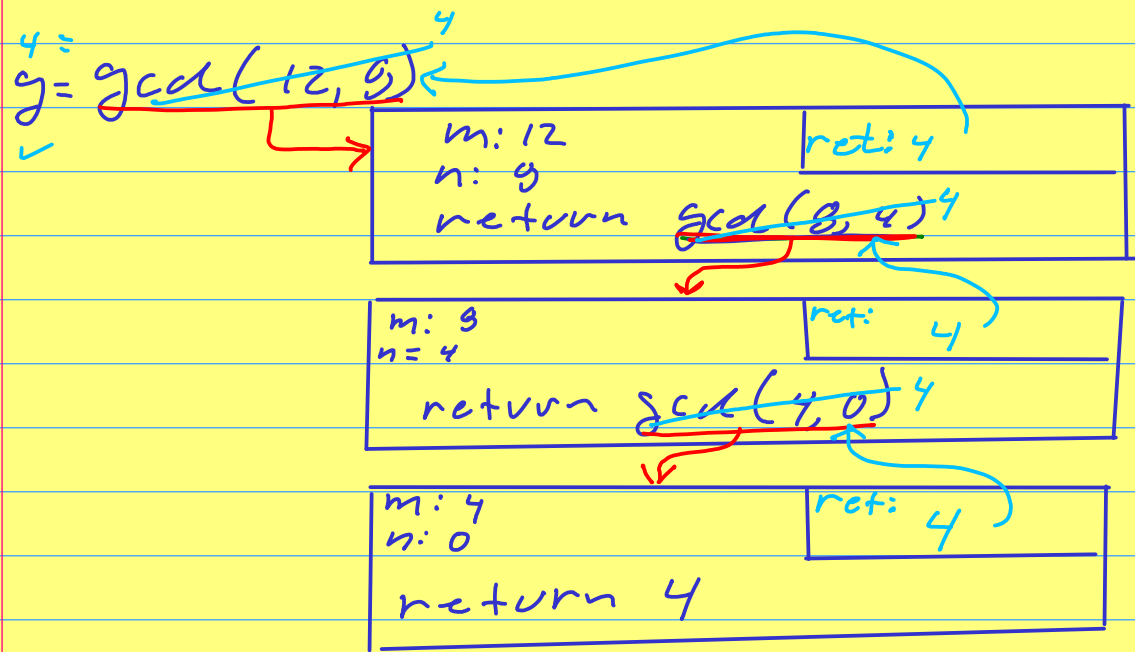 4 =
4
g = gcd(12, 8)
m: 12
ret: 4
n: 8
return gcd(8, 4) 4
m: 8
ret: 4
n = 4
return gcd(4, 0) 4
m: 4
ret: 4
n: 0
return 4